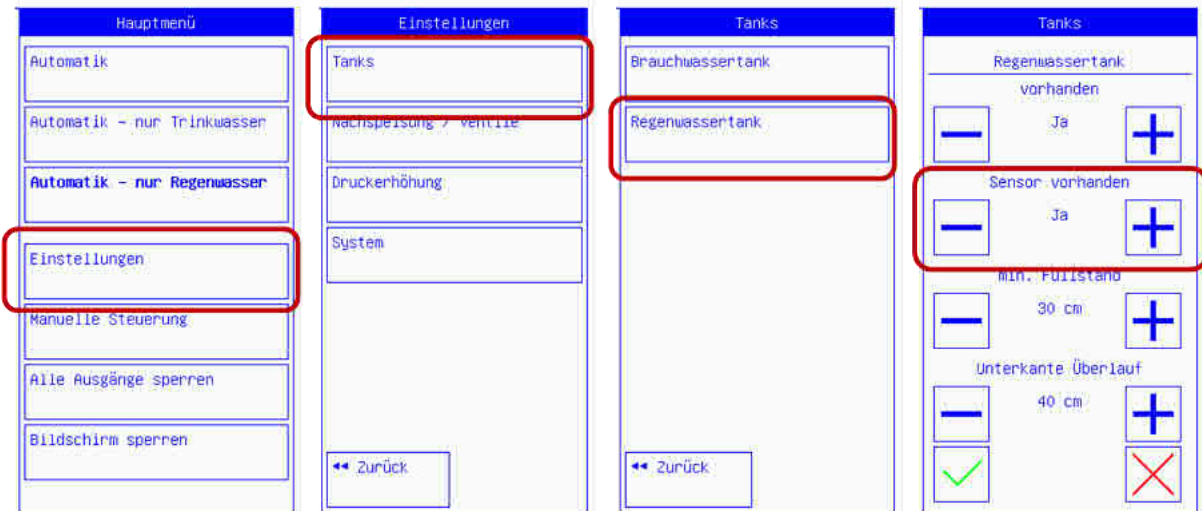 Hauptmenü
Automatik
Automatik - nur Trinkwasser
Automatik - nur Regenwasser
Einstellungen
Manuelle Steuerung
Alle Ausgänge sperren
Bildschirm sperren
Einstellungen
Tanks
Nachspeisung / Ventile
Druckerhöhung
System
◄◄ Zurück
Tanks
Brauchwassertank
Regenwassertank
◄◄ Zurück
Tanks
Regenwassertank
vorhanden
Ja
Sensor vorhanden
Ja
min. Füllstand
30 cm
Unterkante Überlauf
40 cm